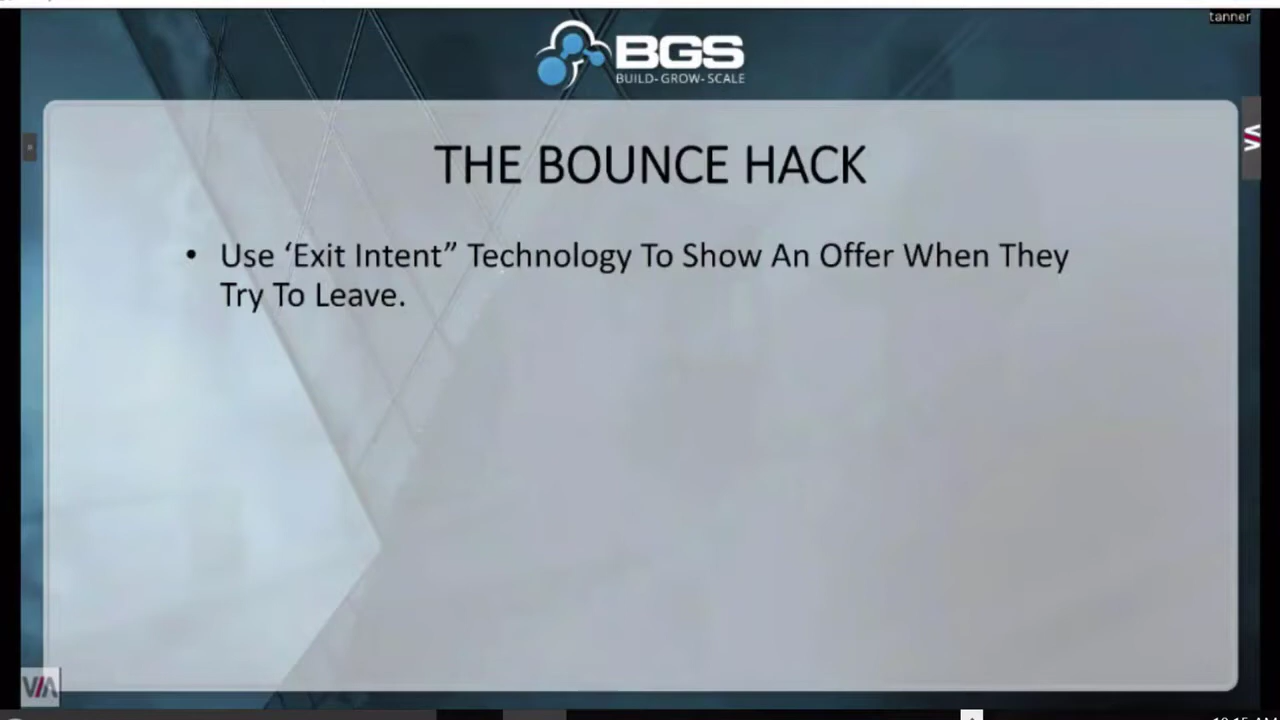 tanner
BGS
BUILD-GROW-SCALE
THE BOUNCE HACK
• Use ‘Exit Intent” Technology To Show An Offer When They
Try To Leave.
VIA